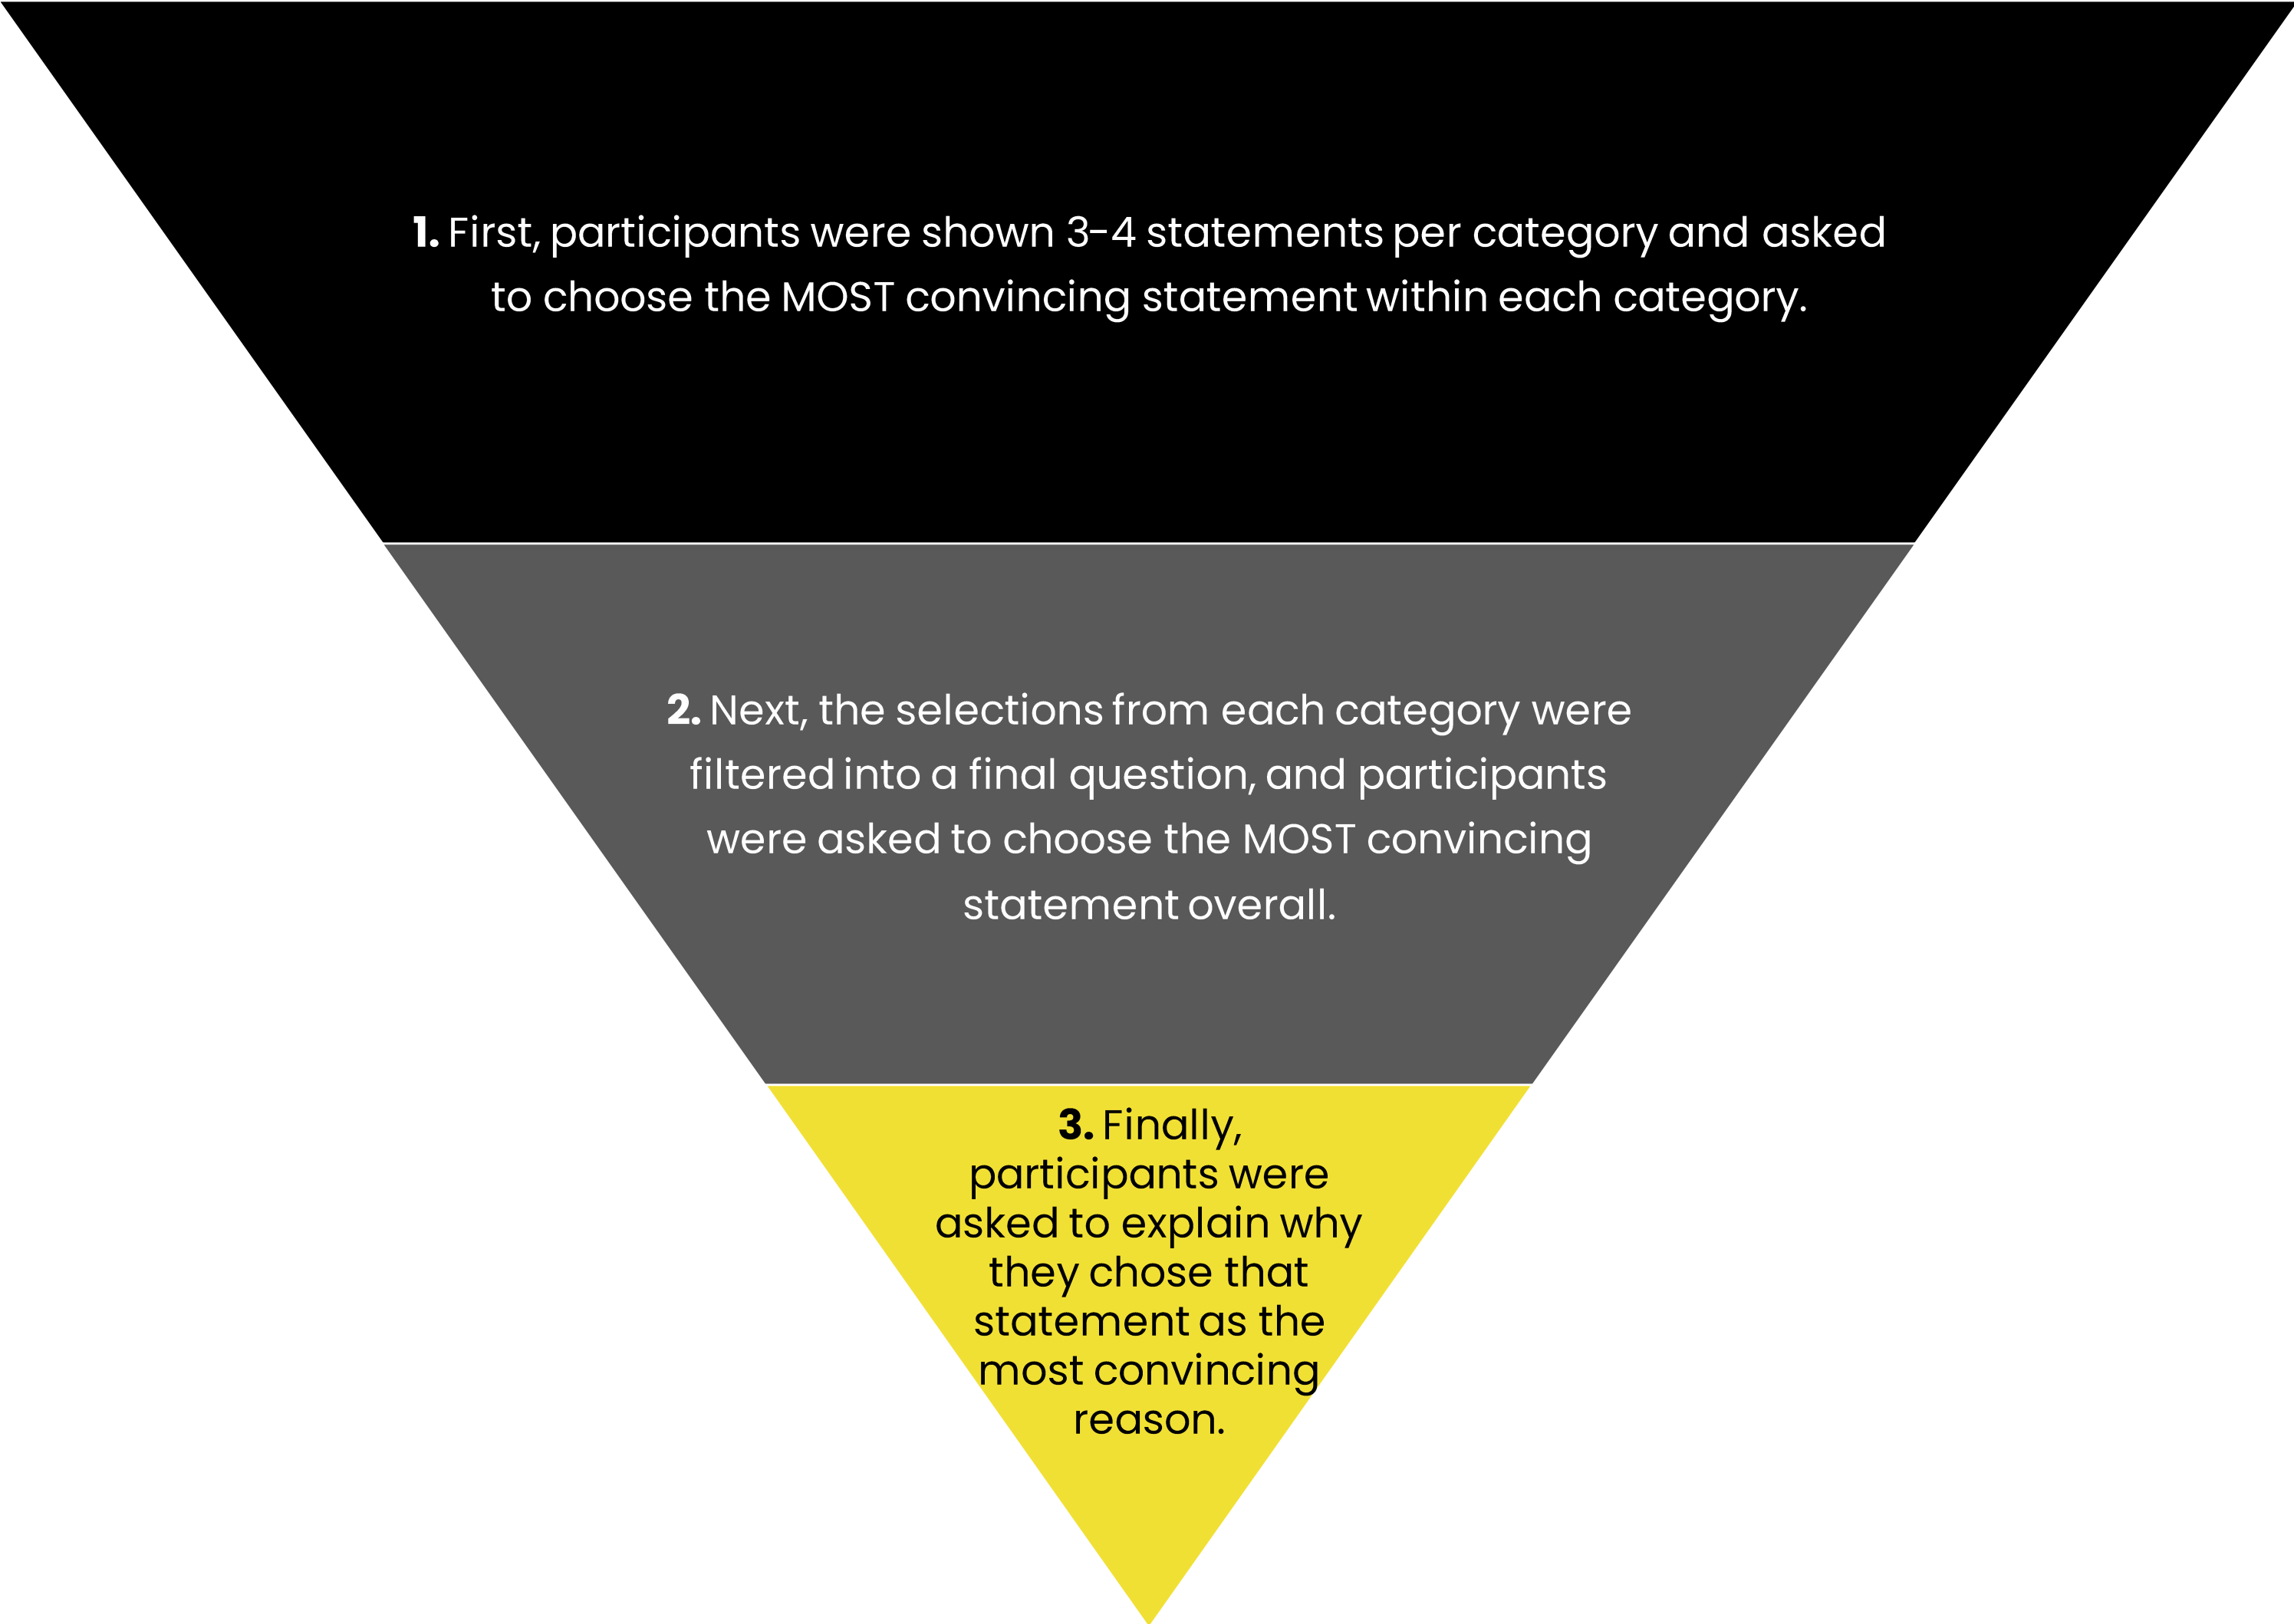 1. First, participants were shown 3-4 statements per category and asked
to choose the MOST convincing statement within each category.
2. Next, the selections from each category were
filtered into a final question, and participants
were asked to choose the MOST convincing
statement overall.
3. Finally,
participants were
asked to explain why
they chose that
statement as the
most convincing
reason.